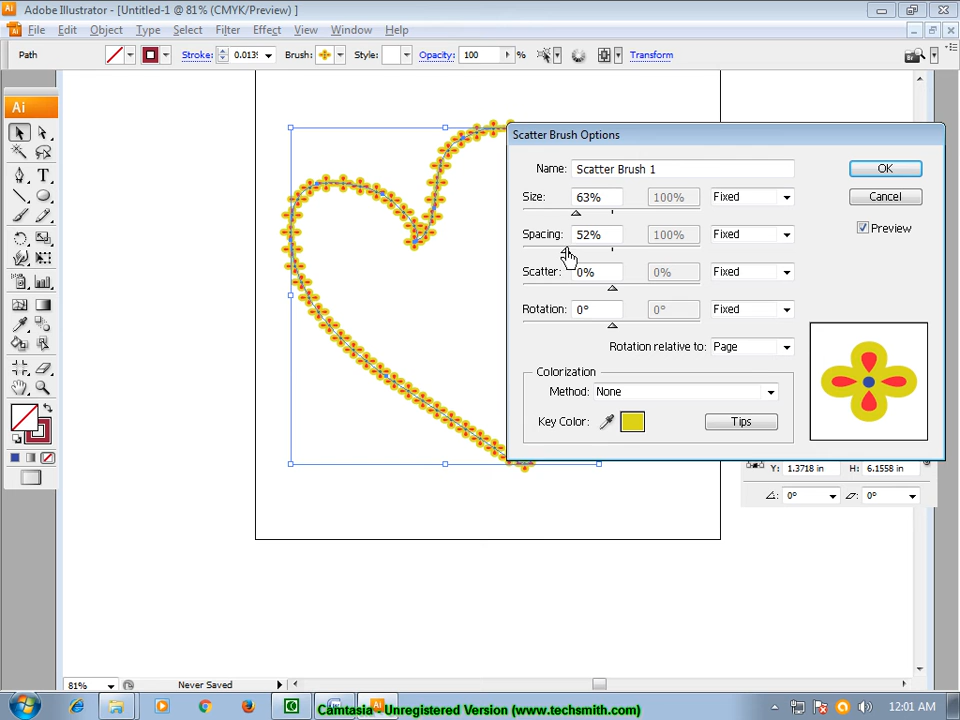 Adobe Illustrator - [Untitled-1 @ 81% (CMYK/Preview) ]
File Edit Object Type Select Filter Effect View Window Help
Path Stroke: Brush: Style: Opacity: 100 % Transform
Ai
Scatter Brush Options
Name: Scatter Brush 1 OK
Size: 63% 100% Fixed Cancel
Spacing: 52% 100% Fixed Preview
Scatter: 0% 0% Fixed
Rotation: 0° 0° Fixed
Rotation relative to: Page
Colorization
Method: None
Key Color: Tips
Y: 1.3718 in H: 6.1558 in
0° 0°
81% Never Saved
Camtasia - Unregistered Version (www.techsmith.com)
12:01 AM